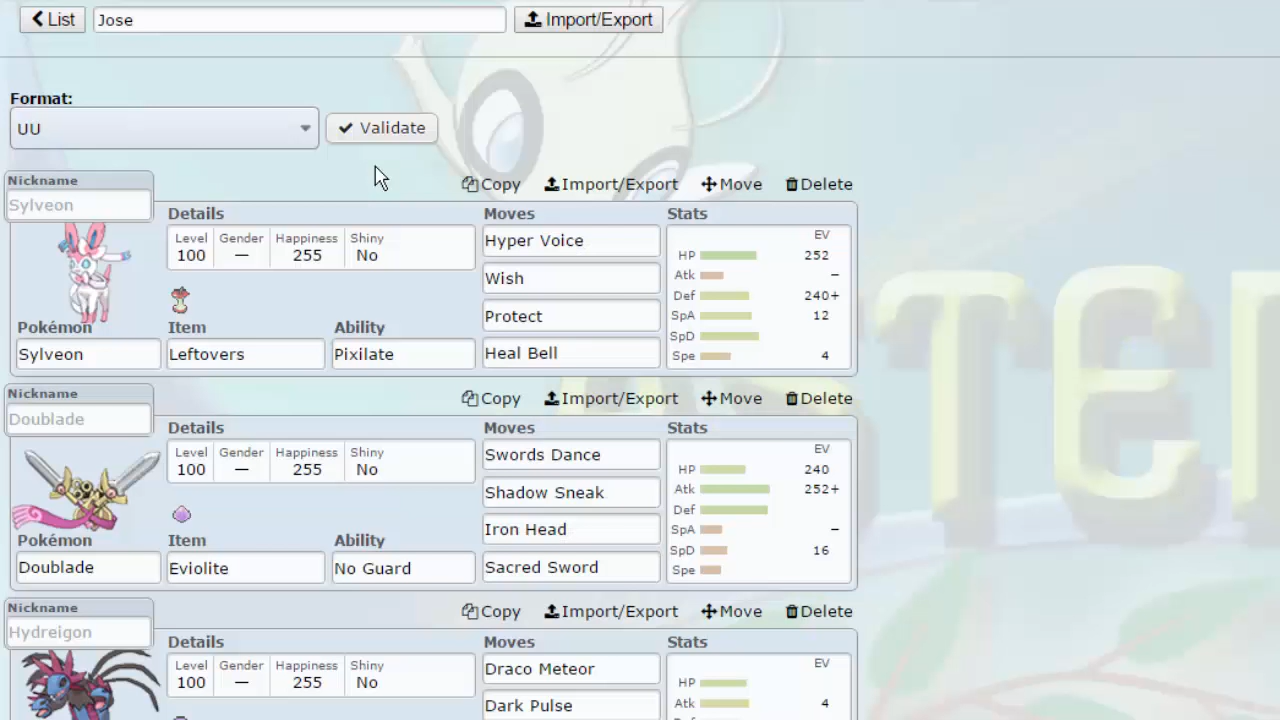 List
Jose
Import/Export
Format:
UU
Validate
Nickname
Sylveon
Copy
Import/Export
Move
Delete
Details
Level
Gender
Happiness
Shiny
100
—
255
No
Pokémon
Sylveon
Item
Leftovers
Ability
Pixilate
Moves
Hyper Voice
Wish
Protect
Heal Bell
Stats
EV
HP 252
Atk –
Def 240+
SpA 12
SpD
Spe 4
Nickname
Doublade
Copy
Import/Export
Move
Delete
Details
Level
Gender
Happiness
Shiny
100
—
255
No
Pokémon
Doublade
Item
Eviolite
Ability
No Guard
Moves
Swords Dance
Shadow Sneak
Iron Head
Sacred Sword
Stats
EV
HP 240
Atk 252+
Def
SpA –
SpD 16
Spe
Nickname
Hydreigon
Copy
Import/Export
Move
Delete
Details
Level
Gender
Happiness
Shiny
100
—
255
No
Moves
Draco Meteor
Dark Pulse
Stats
EV
HP
Atk 4